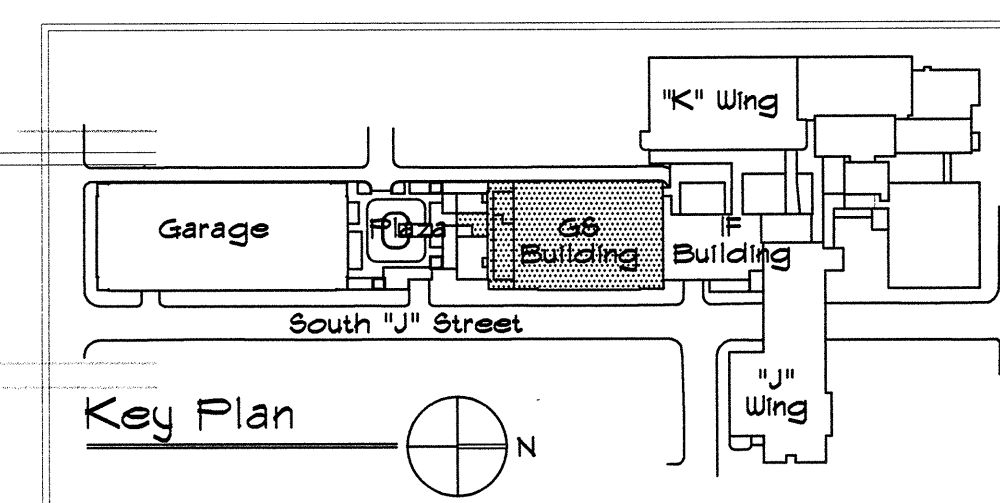 "K" Wing
Garage
Plaza
GS
Building
F
Building
South "J" Street
"J"
Wing
Key Plan
N